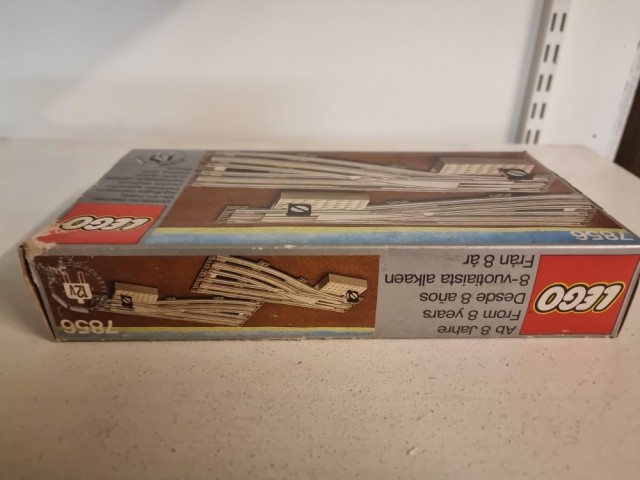 LEGO
7856
LEGO
Ab 8 Jahre
From 8 years
Desde 8 años
8-vuotiaista alkaen
Från 8 år
12v
7856